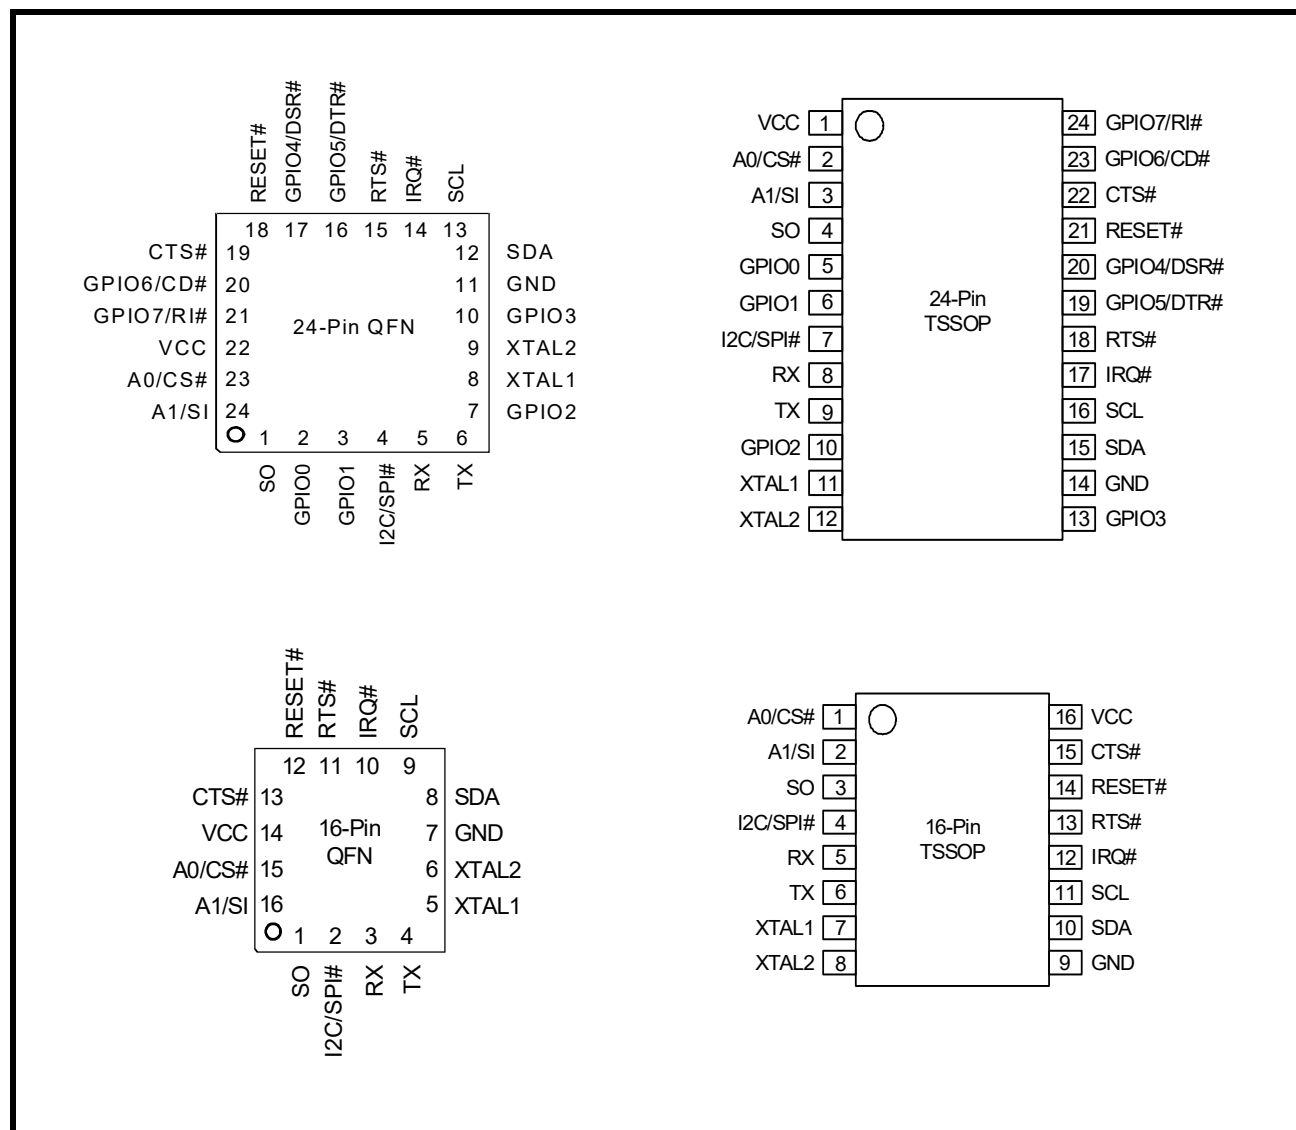 RESET#
GPIO4/DSR#
GPIO5/DTR#
RTS#
IRQ#
SCL
18 17 16 15 14 13
CTS# 19 12 SDA
GPIO6/CD# 20 11 GND
GPIO7/RI# 21 24-Pin QFN 10 GPIO3
VCC 22 9 XTAL2
A0/CS# 23 8 XTAL1
A1/SI 24 7 GPIO2
1 2 3 4 5 6
SO
GPIO0
GPIO1
I2C/SPI#
RX
TX
VCC 1 24 GPIO7/RI#
A0/CS# 2 23 GPIO6/CD#
A1/SI 3 22 CTS#
SO 4 21 RESET#
GPIO0 5 20 GPIO4/DSR#
24-Pin
GPIO1 6 19 GPIO5/DTR#
TSSOP
I2C/SPI# 7 18 RTS#
RX 8 17 IRQ#
TX 9 16 SCL
GPIO2 10 15 SDA
XTAL1 11 14 GND
XTAL2 12 13 GPIO3
RESET#
RTS#
IRQ#
SCL
12 11 10 9
CTS# 13 8 SDA
VCC 14 16-Pin 7 GND
QFN
A0/CS# 15 6 XTAL2
A1/SI 16 5 XTAL1
1 2 3 4
SO
I2C/SPI#
RX
TX
A0/CS# 1 16 VCC
A1/SI 2 15 CTS#
SO 3 14 RESET#
I2C/SPI# 4 16-Pin 13 RTS#
TSSOP
RX 5 12 IRQ#
TX 6 11 SCL
XTAL1 7 10 SDA
XTAL2 8 9 GND